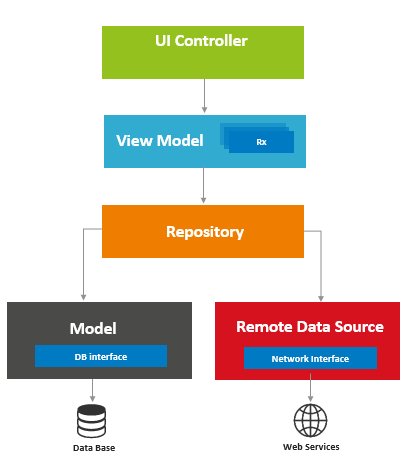 UI Controller
View Model
Rx
Repository
Model
DB interface
Remote Data Source
Network Interface
Data Base
Web Services